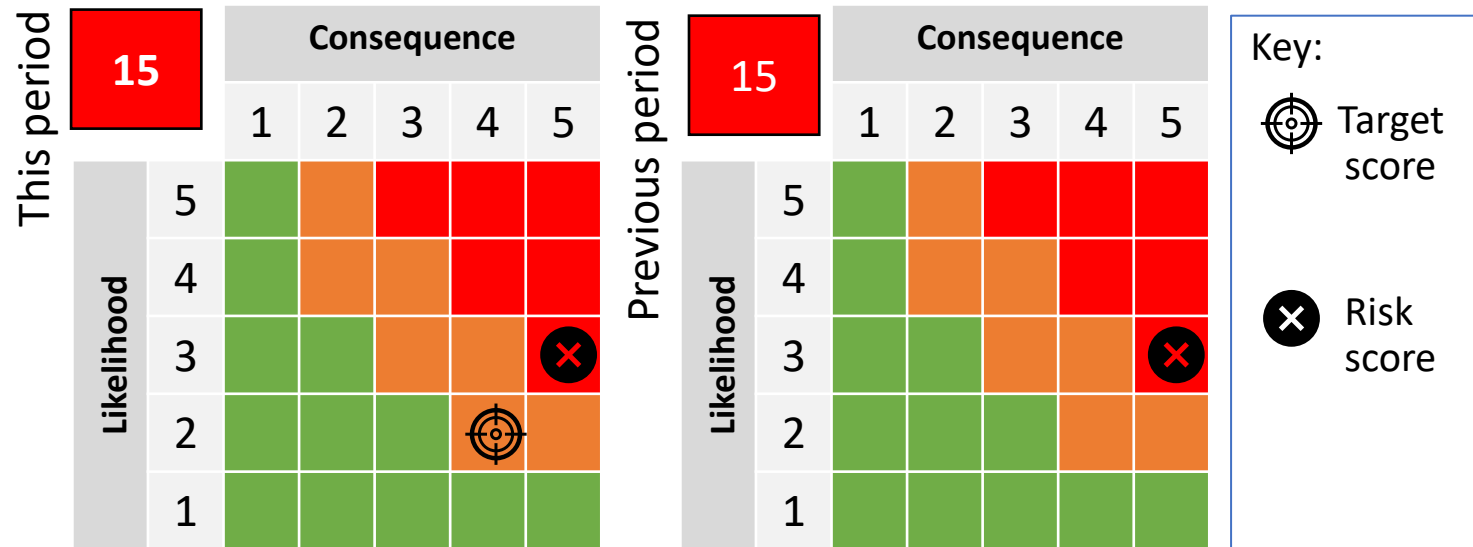 This period
15
Consequence
1 2 3 4 5
Likelihood
5
4
3
2
1
Previous period
15
Consequence
1 2 3 4 5
Likelihood
5
4
3
2
1
Key:
Target
score
Risk
score